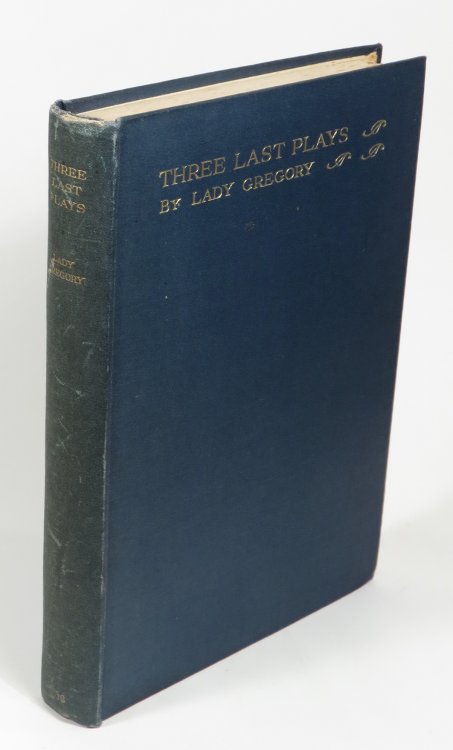 THREE LAST PLAYS
BY LADY GREGORY
THREE
LAST
PLAYS
LADY
GREGORY